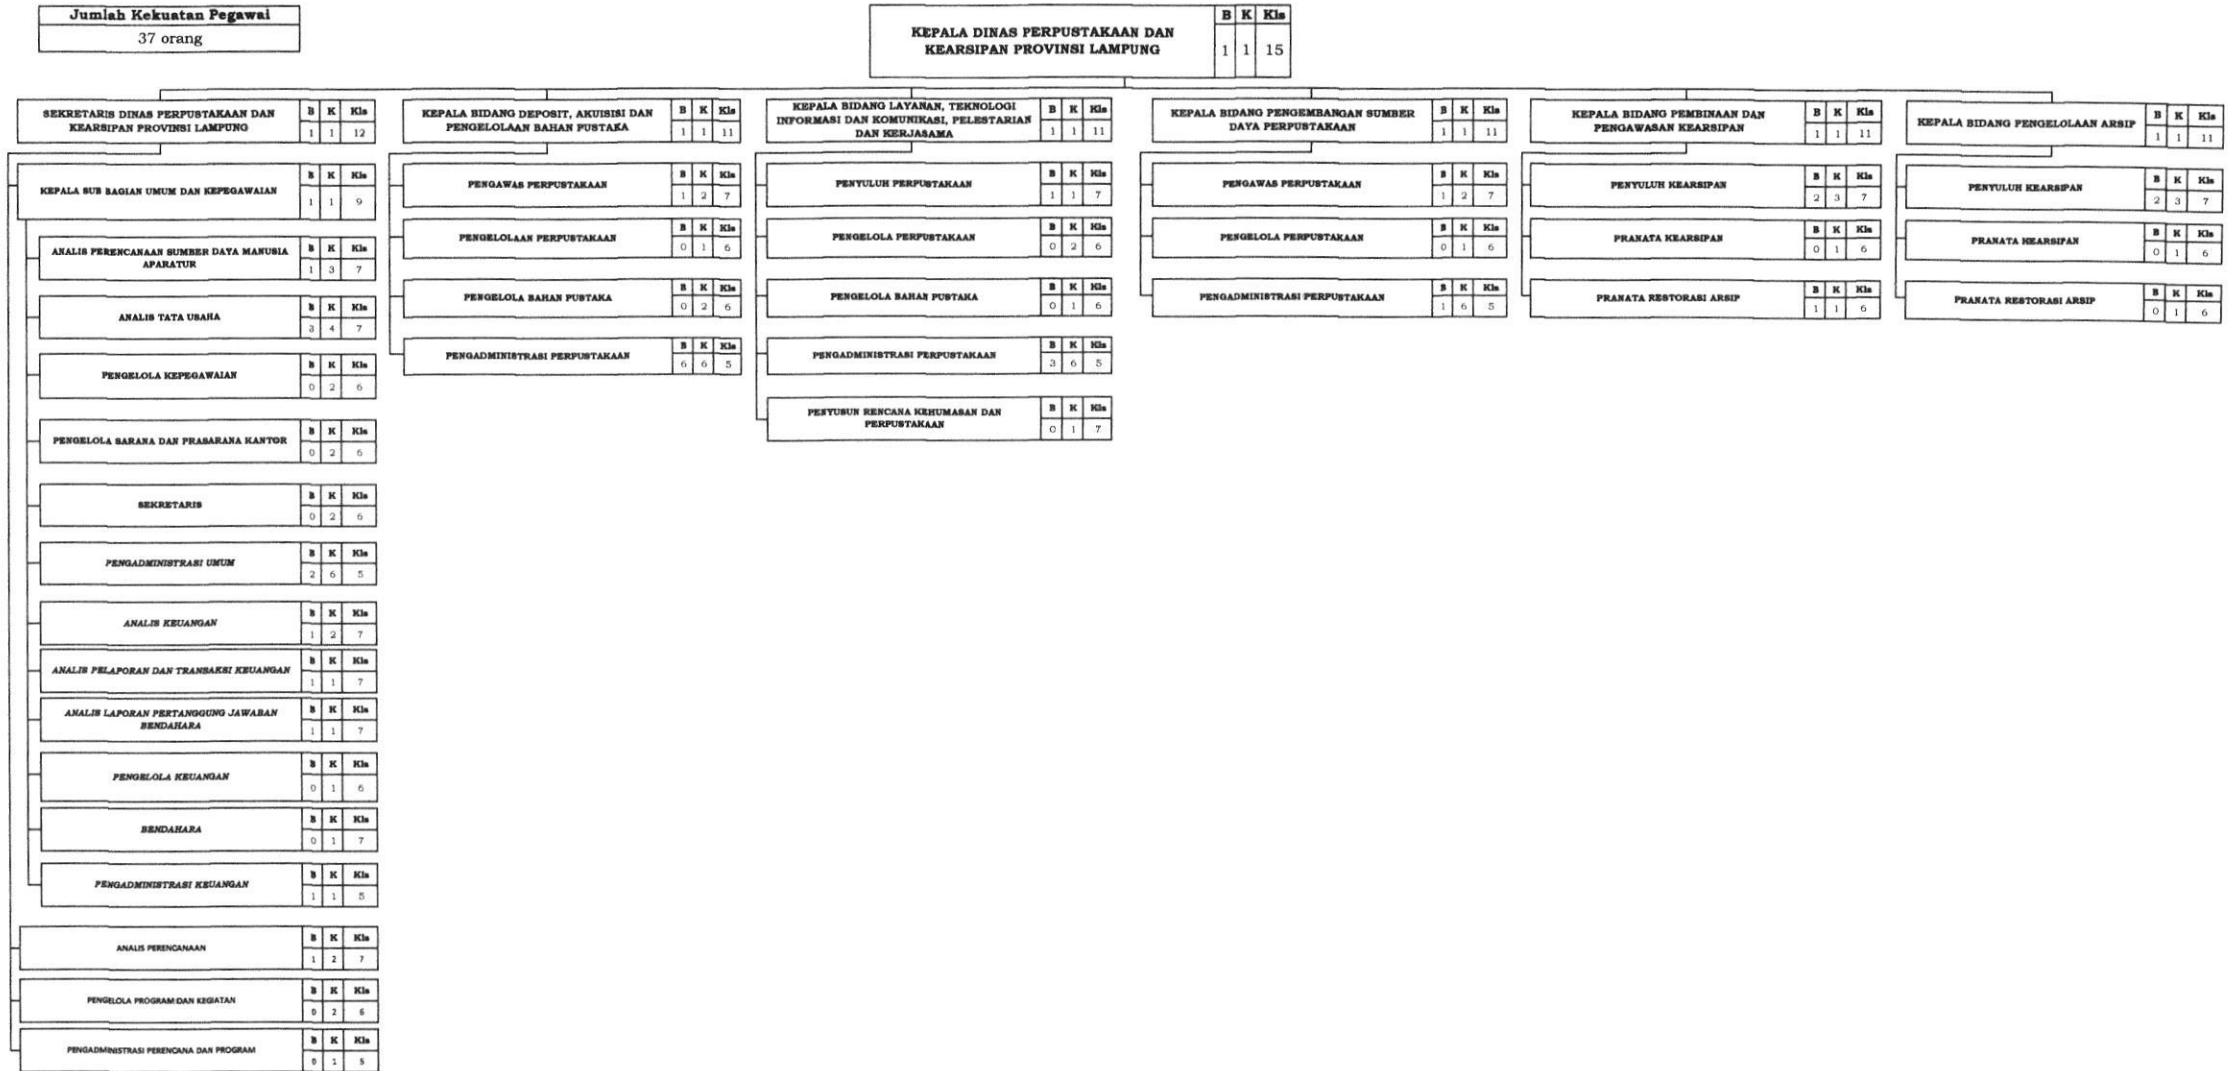 Jumlah Kekuatan Pegawai
37 orang
KEPALA DINAS PERPUSTAKAAN DAN
KEARSIPAN PROVINSI LAMPUNG
B K Kls
1 1 15
SEKRETARIS DINAS PERPUSTAKAAN DAN
KEARSIPAN PROVINSI LAMPUNG
B K Kls
1 1 12
KEPALA SUB BAGIAN UMUM DAN KEPEGAWAIAN
B K Kls
1 1 9
ANALIS PERENCANAAN SUMBER DAYA MANUSIA
APARATUR
B K Kls
1 3 7
ANALIS TATA USAHA
B K Kls
3 4 7
PENGELOLA KEPEGAWAIAN
B K Kls
0 2 6
PENGELOLA SARANA DAN PRASARANA KANTOR
B K Kls
0 2 6
SEKRETARIS
B K Kls
0 2 6
PENGADMINISTRASI UMUM
B K Kls
2 6 5
ANALIS KEUANGAN
B K Kls
1 2 7
ANALIS PELAPORAN DAN TRANSAKSI KEUANGAN
B K Kls
1 1 7
ANALIS LAPORAN PERTANGGUNG JAWABAN
BENDAHARA
B K Kls
1 1 7
PENGELOLA KEUANGAN
B K Kls
0 1 6
BENDAHARA
B K Kls
0 1 7
PENGADMINISTRASI KEUANGAN
B K Kls
1 1 5
ANALIS PERENCANAAN
B K Kls
1 2 7
PENGELOLA PROGRAM DAN KEGIATAN
B K Kls
0 2 6
PENGADMINISTRASI PERENCANA DAN PROGRAM
B K Kls
0 1 5
KEPALA BIDANG DEPOSIT, AKUISISI DAN
PENGELOLAAN BAHAN PUSTAKA
B K Kls
1 1 11
PENGAWAS PERPUSTAKAAN
B K Kls
1 2 7
PENGELOLAAN PERPUSTAKAAN
B K Kls
0 1 6
PENGELOLA BAHAN PUSTAKA
B K Kls
0 2 6
PENGADMINISTRASI PERPUSTAKAAN
B K Kls
6 6 5
KEPALA BIDANG LAYANAN, TEKNOLOGI
INFORMASI DAN KOMUNIKASI, PELESTARIAN
DAN KERJASAMA
B K Kls
1 1 11
PENYULUH PERPUSTAKAAN
B K Kls
1 1 7
PENGELOLA PERPUSTAKAAN
B K Kls
0 2 6
PENGELOLA BAHAN PUSTAKA
B K Kls
0 1 6
PENGADMINISTRASI PERPUSTAKAAN
B K Kls
3 6 5
PENYUSUN RENCANA KEHUMASAN DAN
PERPUSTAKAAN
B K Kls
0 1 7
KEPALA BIDANG PENGEMBANGAN SUMBER
DAYA PERPUSTAKAAN
B K Kls
1 1 11
PENGAWAS PERPUSTAKAAN
B K Kls
1 2 7
PENGELOLA PERPUSTAKAAN
B K Kls
0 1 6
PENGADMINISTRASI PERPUSTAKAAN
B K Kls
1 6 5
KEPALA BIDANG PEMBINAAN DAN
PENGAWASAN KEARSIPAN
B K Kls
1 1 11
PENYULUH KEARSIPAN
B K Kls
2 3 7
PRANATA KEARSIPAN
B K Kls
0 1 6
PRANATA RESTORASI ARSIP
B K Kls
1 1 6
KEPALA BIDANG PENGELOLAAN ARSIP
B K Kls
1 1 11
PENYULUH KEARSIPAN
B K Kls
2 3 7
PRANATA KEARSIPAN
B K Kls
0 1 6
PRANATA RESTORASI ARSIP
B K Kls
0 1 6